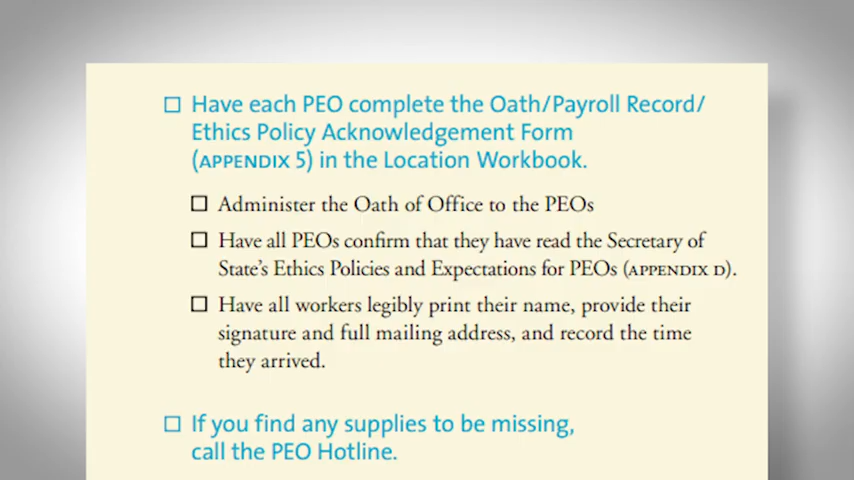 Have each PEO complete the Oath/Payroll Record/
Ethics Policy Acknowledgement Form
(APPENDIX 5) in the Location Workbook.
Administer the Oath of Office to the PEOs
Have all PEOs confirm that they have read the Secretary of
State's Ethics Policies and Expectations for PEOs (APPENDIX D).
Have all workers legibly print their name, provide their
signature and full mailing address, and record the time
they arrived.
If you find any supplies to be missing,
call the PEO Hotline.